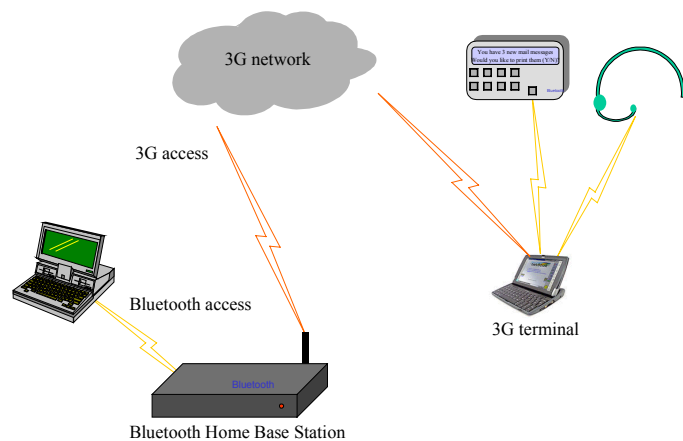 You have 3 new mail messages
Would you like to print them (Y/N)
Bluetooth
3G network
3G access
Bluetooth access
3G terminal
Bluetooth
Bluetooth Home Base Station